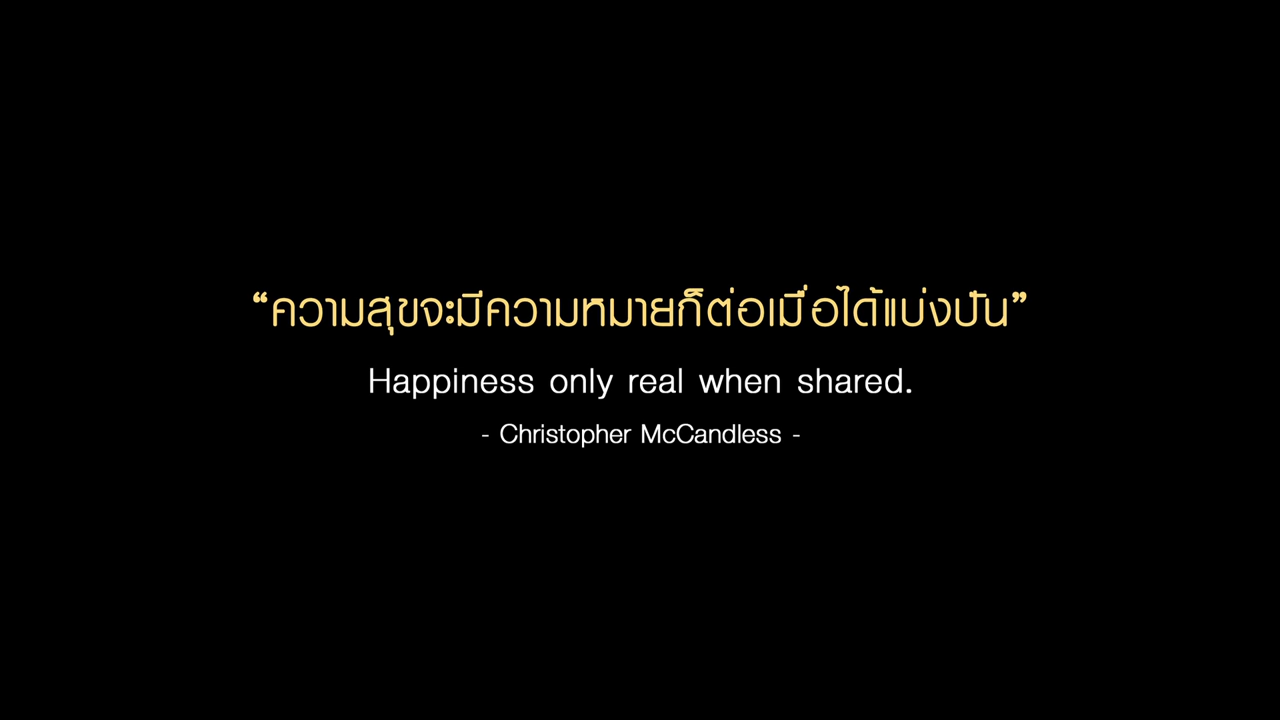 “ความสุขจะมีความหมายก็ต่อเมื่อได้แบ่งปัน”
Happiness only real when shared.
- Christopher McCandless -